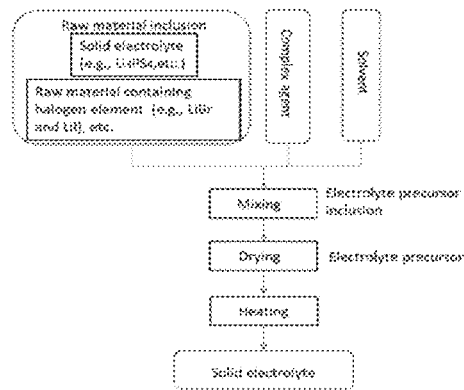 Raw material inclusion
Solid electrolyte
(e.g., Li3PS4, etc.)
Raw material containing
halogen element (e.g., LiBr
and LiI), etc.
Complex agent
Solvent
Mixing
Electrolyte precursor
inclusion
Drying
Electrolyte precursor
Heating
Solid electrolyte